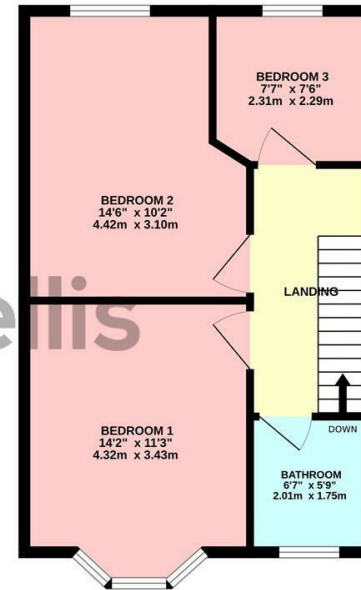 BEDROOM 3
7'7" x 7'6"
2.31m x 2.29m
BEDROOM 2
14'6" x 10'2"
4.42m x 3.10m
LANDING
ellis
BEDROOM 1
14'2" x 11'3"
4.32m x 3.43m
DOWN
BATHROOM
6'7" x 5'9"
2.01m x 1.75m